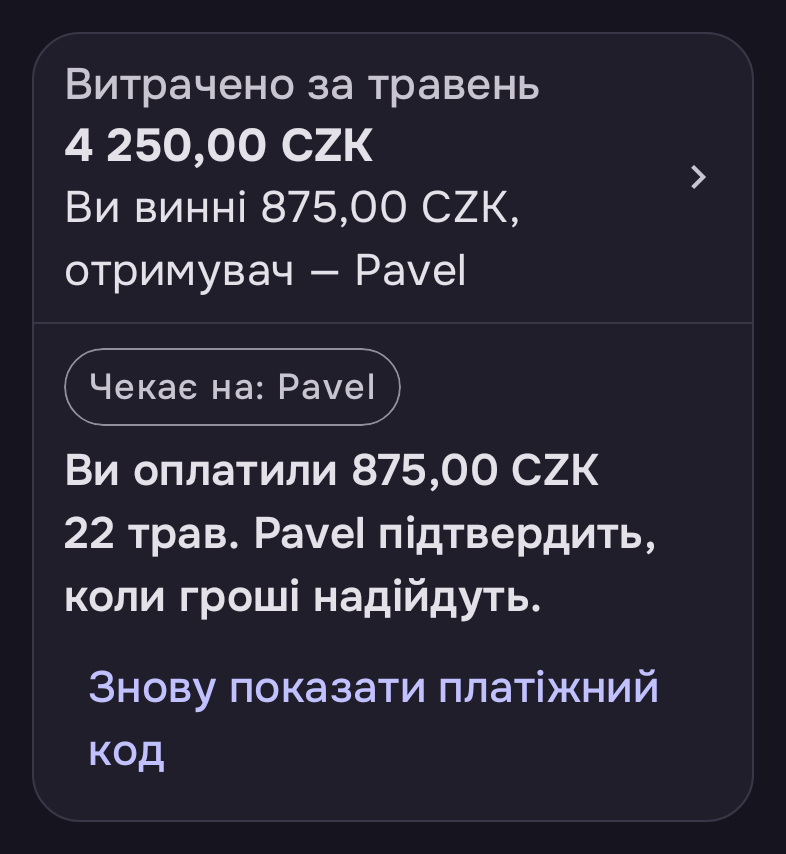 Витрачено за травень
4 250,00 CZK
Ви винні 875,00 CZK,
отримувач — Pavel
Чекає на: Pavel
Ви оплатили 875,00 CZK
22 трав. Pavel підтвердить,
коли гроші надійдуть.
Знову показати платіжний
код